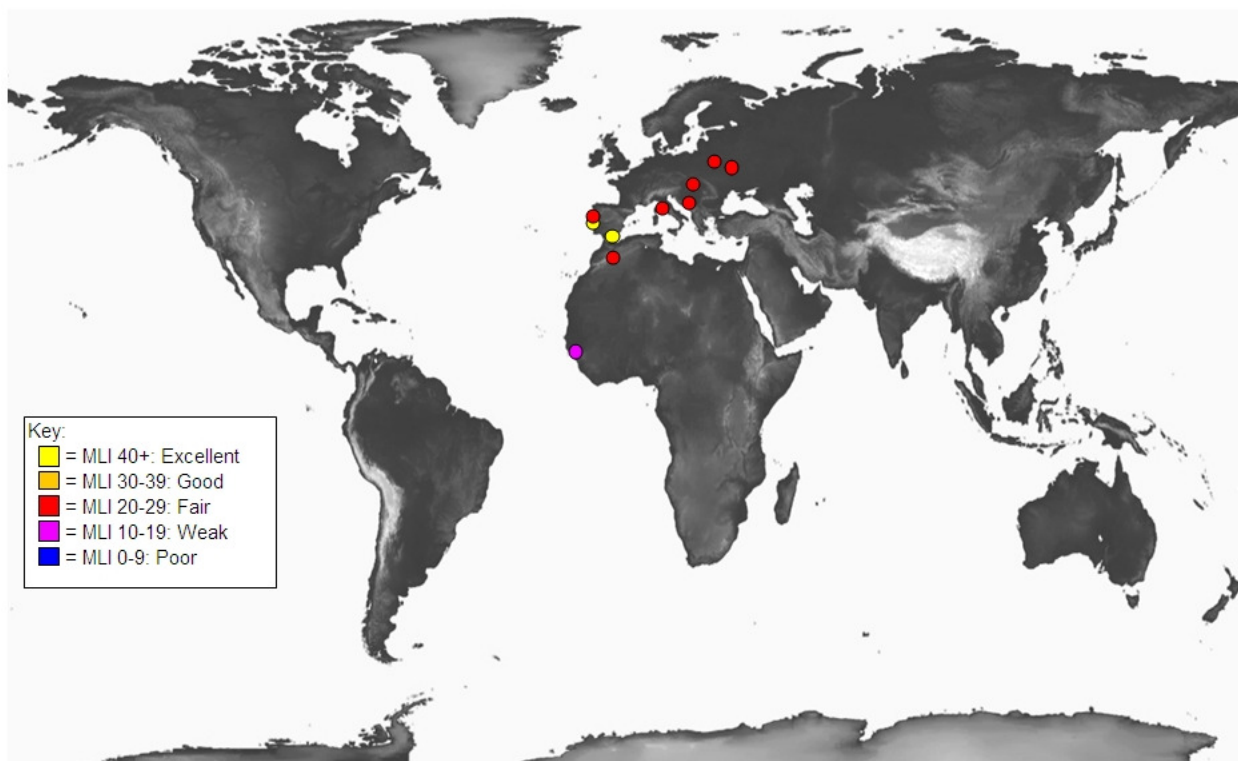 Key:
= MLI 40+: Excellent
= MLI 30-39: Good
= MLI 20-29: Fair
= MLI 10-19: Weak
= MLI 0-9: Poor